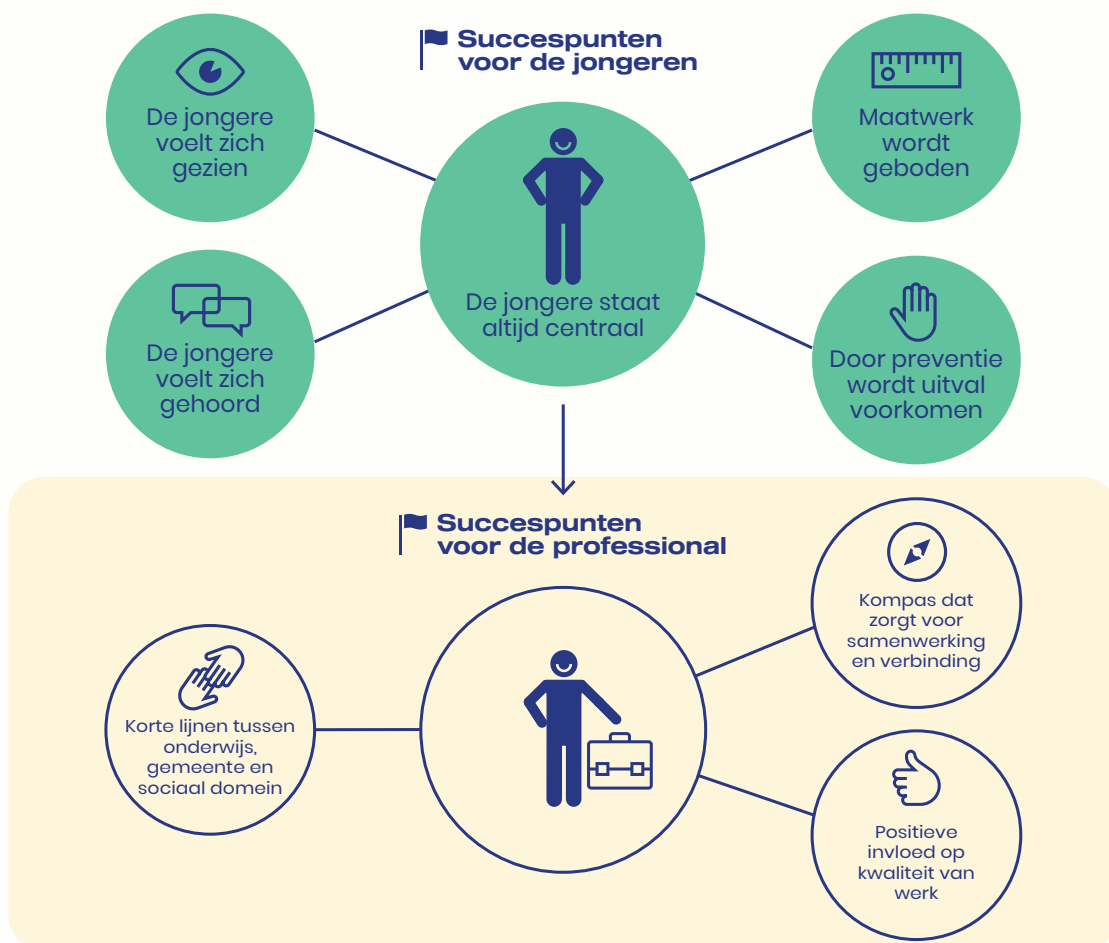 Succespunten
voor de jongeren
De jongere
voelt zich
gezien
Maatwerk
wordt
geboden
De jongere staat
altijd centraal
De jongere
voelt zich
gehoord
Door preventie
wordt uitval
voorkomen
Succespunten
voor de professional
Kompas dat
zorgt voor
samenwerking
en verbinding
Korte lijnen tussen
onderwijs,
gemeente en
sociaal domein
Positieve
invloed op
kwaliteit van
werk